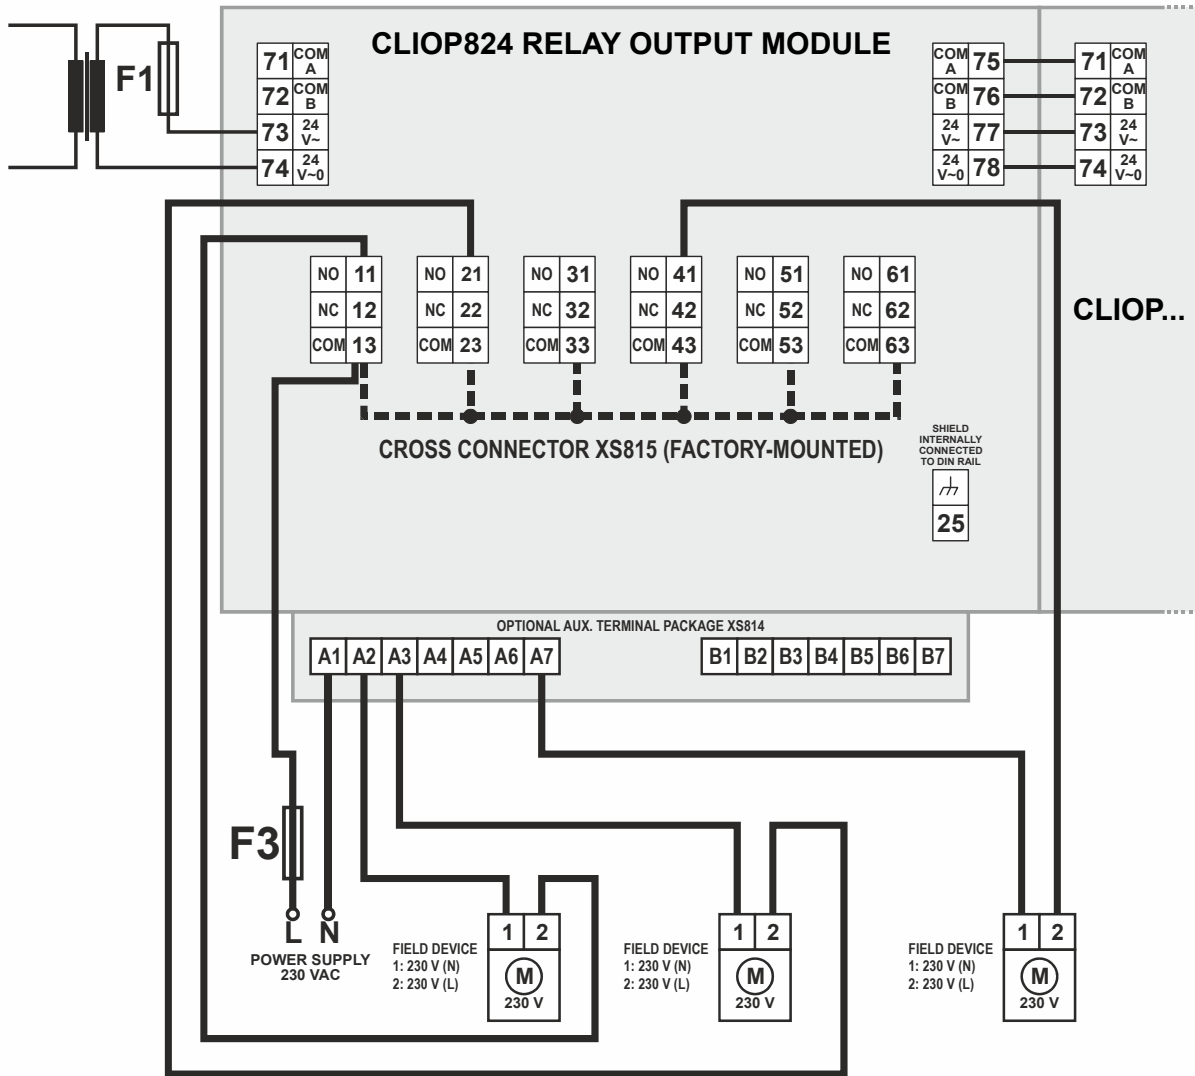 CLIOP824 RELAY OUTPUT MODULE
F1
71 COM A
72 COM B
73 24 V~
74 24 V~0
COM A 75
COM B 76
24 V~ 77
24 V~0 78
71 COM A
72 COM B
73 24 V~
74 24 V~0
NO 11
NC 12
COM 13
NO 21
NC 22
COM 23
NO 31
NC 32
COM 33
NO 41
NC 42
COM 43
NO 51
NC 52
COM 53
NO 61
NC 62
COM 63
CLIOP...
CROSS CONNECTOR XS815 (FACTORY-MOUNTED)
SHIELD
INTERNALLY
CONNECTED
TO DIN RAIL
25
OPTIONAL AUX. TERMINAL PACKAGE XS814
A1 A2 A3 A4 A5 A6 A7
B1 B2 B3 B4 B5 B6 B7
F3
L N
POWER SUPPLY
230 VAC
FIELD DEVICE
1: 230 V (N)
2: 230 V (L)
1 2
M
230 V
FIELD DEVICE
1: 230 V (N)
2: 230 V (L)
1 2
M
230 V
FIELD DEVICE
1: 230 V (N)
2: 230 V (L)
1 2
M
230 V